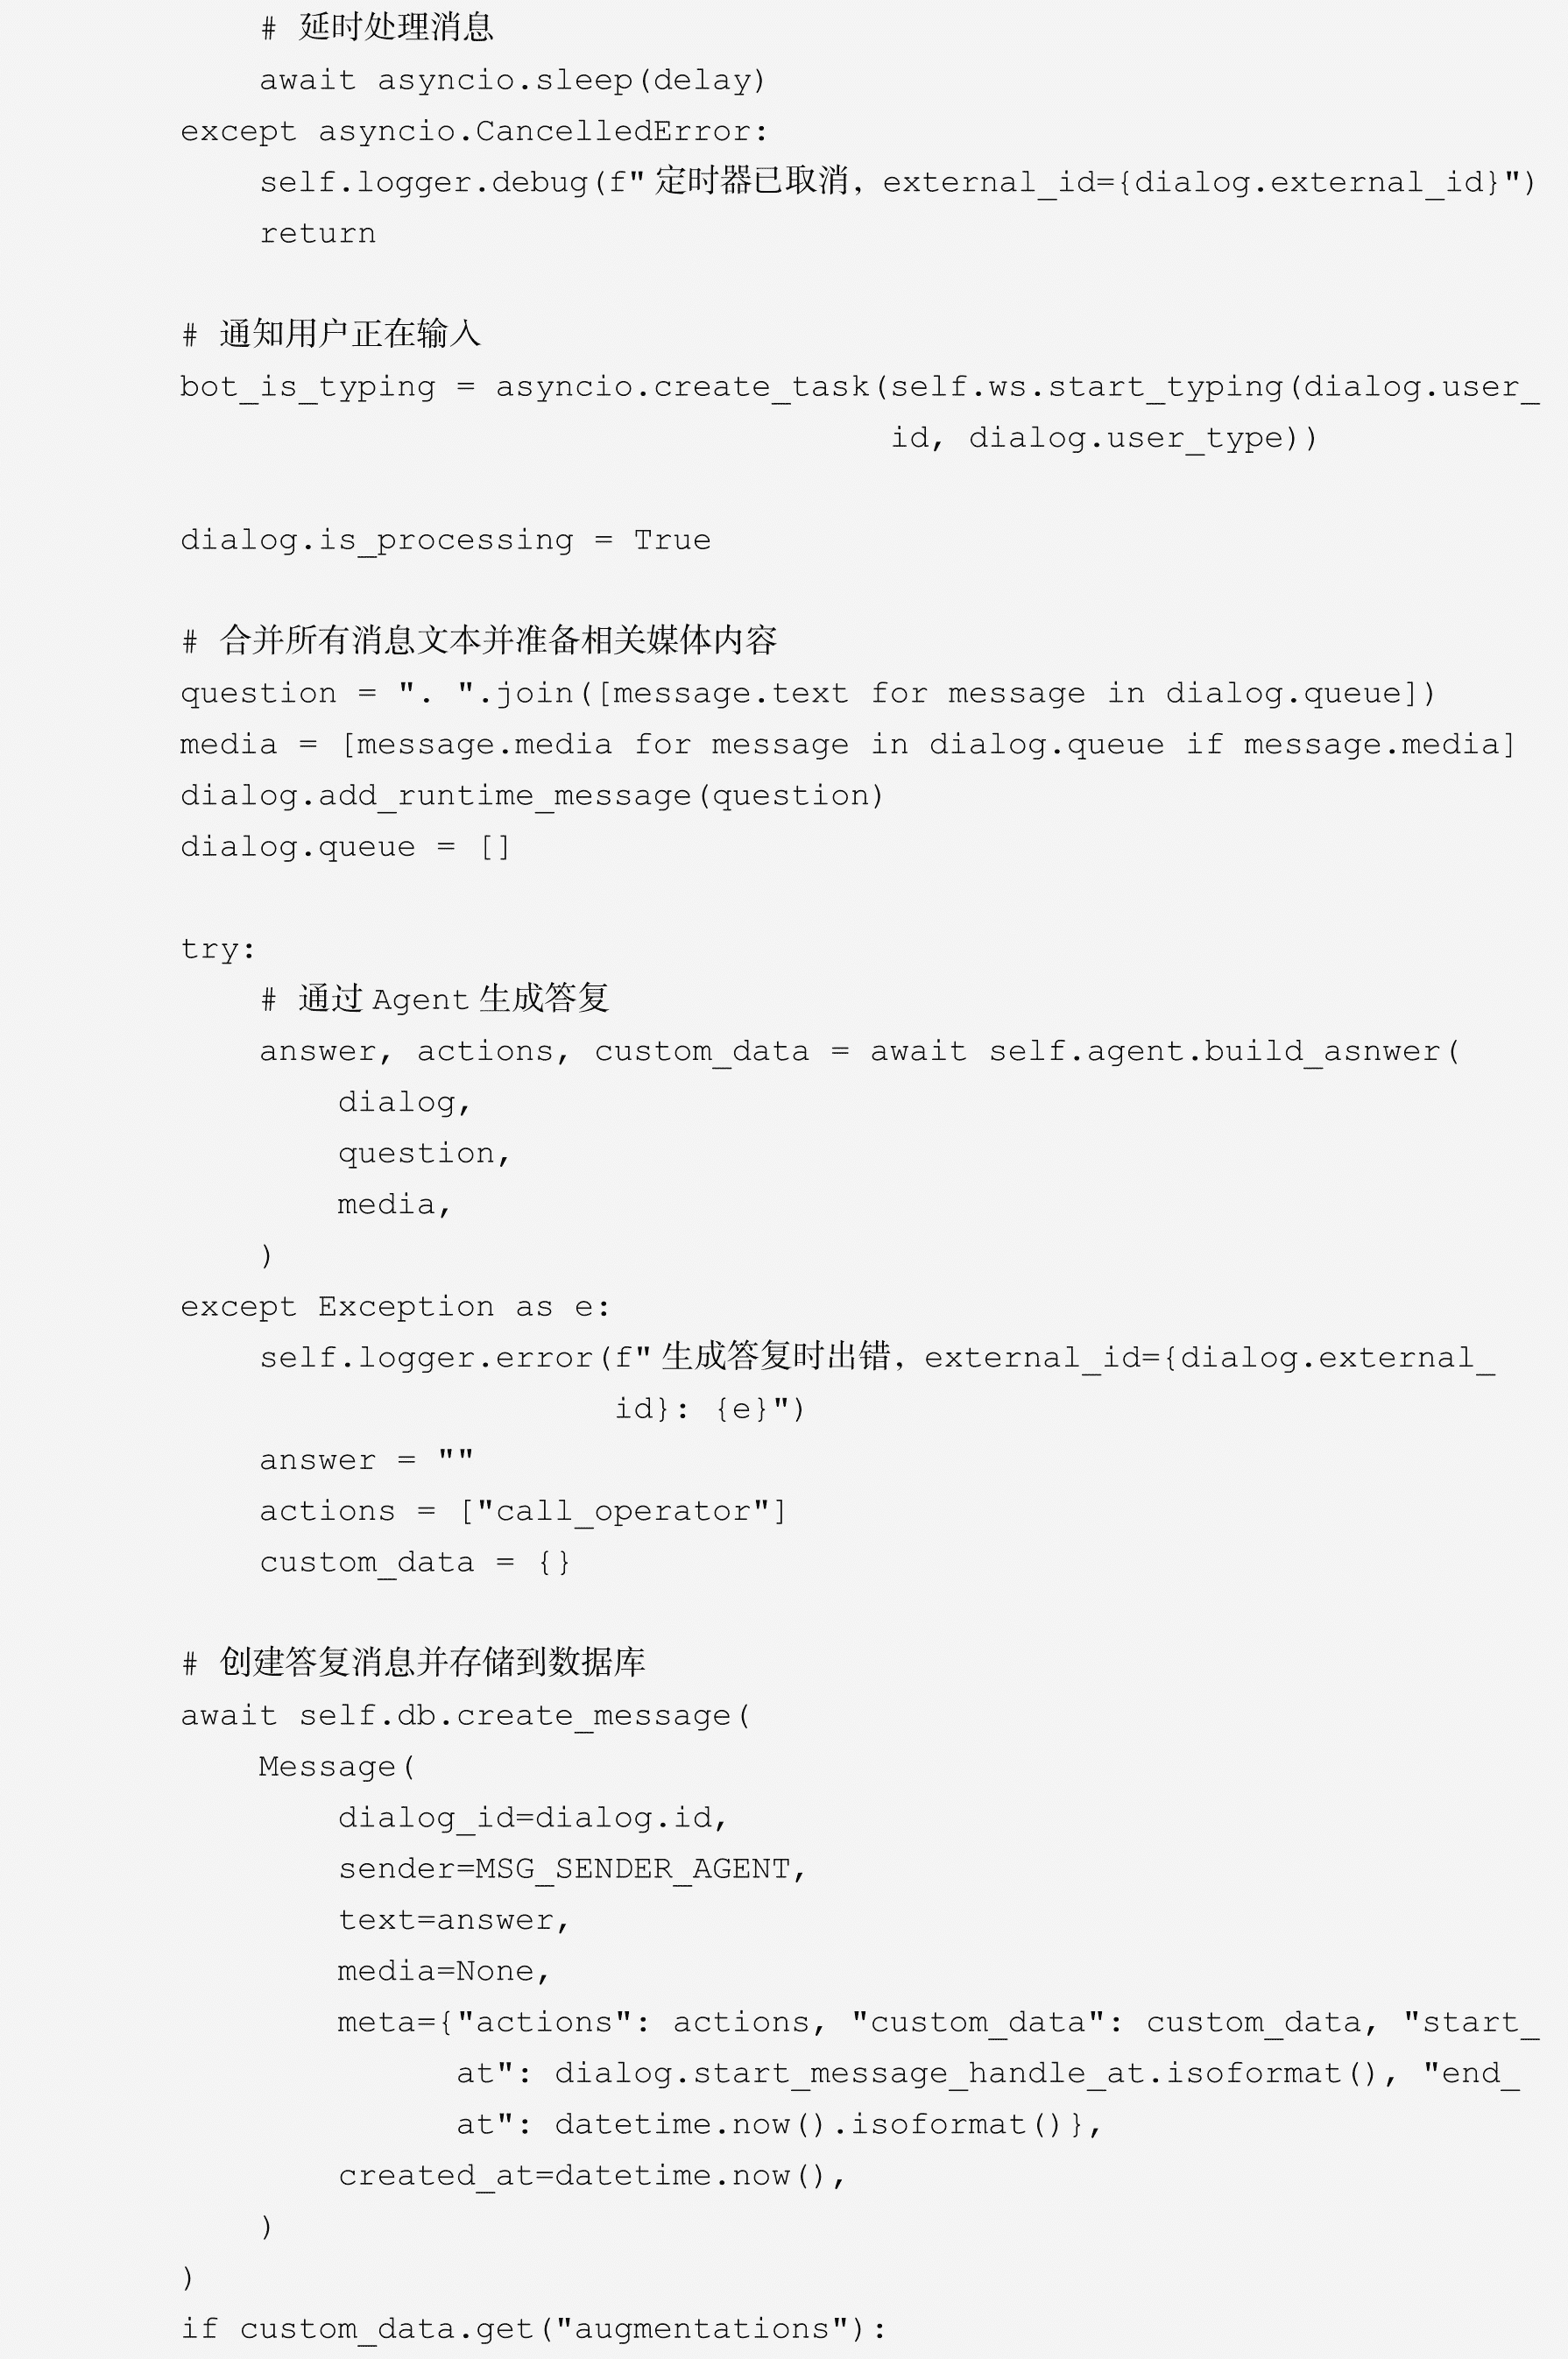 # 延时处理消息
await asyncio.sleep(delay)
except asyncio.CancelledError:
self.logger.debug(f" 定时器已取消, external_id={dialog.external_id}")
return
# 通知用户正在输入
bot_is_typing = asyncio.create_task(self.ws.start_typing(dialog.user_
id, dialog.user_type))
dialog.is_processing = True
# 合并所有消息文本并准备相关媒体内容
question = ". ".join([message.text for message in dialog.queue])
media = [message.media for message in dialog.queue if message.media]
dialog.add_runtime_message(question)
dialog.queue = []
try:
# 通过 Agent 生成答复
answer, actions, custom_data = await self.agent.build_asnwer(
dialog,
question,
media,
)
except Exception as e:
self.logger.error(f" 生成答复时出错, external_id={dialog.external_
id}: {e}")
answer = ""
actions = ["call_operator"]
custom_data = {}
# 创建答复消息并存储到数据库
await self.db.create_message(
Message(
dialog_id=dialog.id,
sender=MSG_SENDER_AGENT,
text=answer,
media=None,
meta={"actions": actions, "custom_data": custom_data, "start_
at": dialog.start_message_handle_at.isoformat(), "end_
at": datetime.now().isoformat()},
created_at=datetime.now(),
)
)
if custom_data.get("augmentations"):